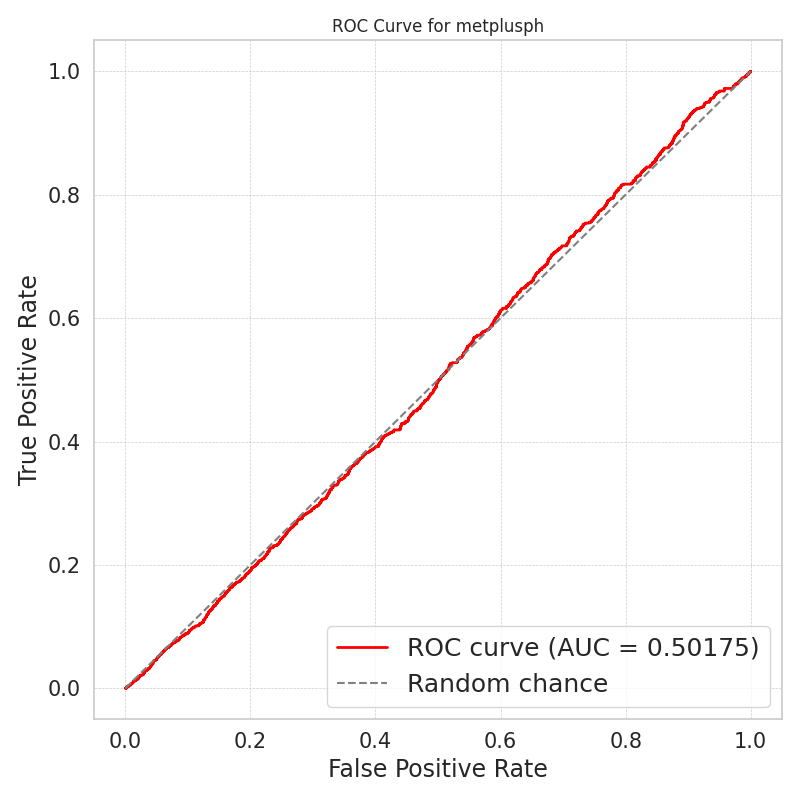 ROC Curve for metplusph
True Positive Rate
1.0
0.8
0.6
0.4
0.2
0.0
ROC curve (AUC = 0.50175)
Random chance
0.0 0.2 0.4 0.6 0.8 1.0
False Positive Rate